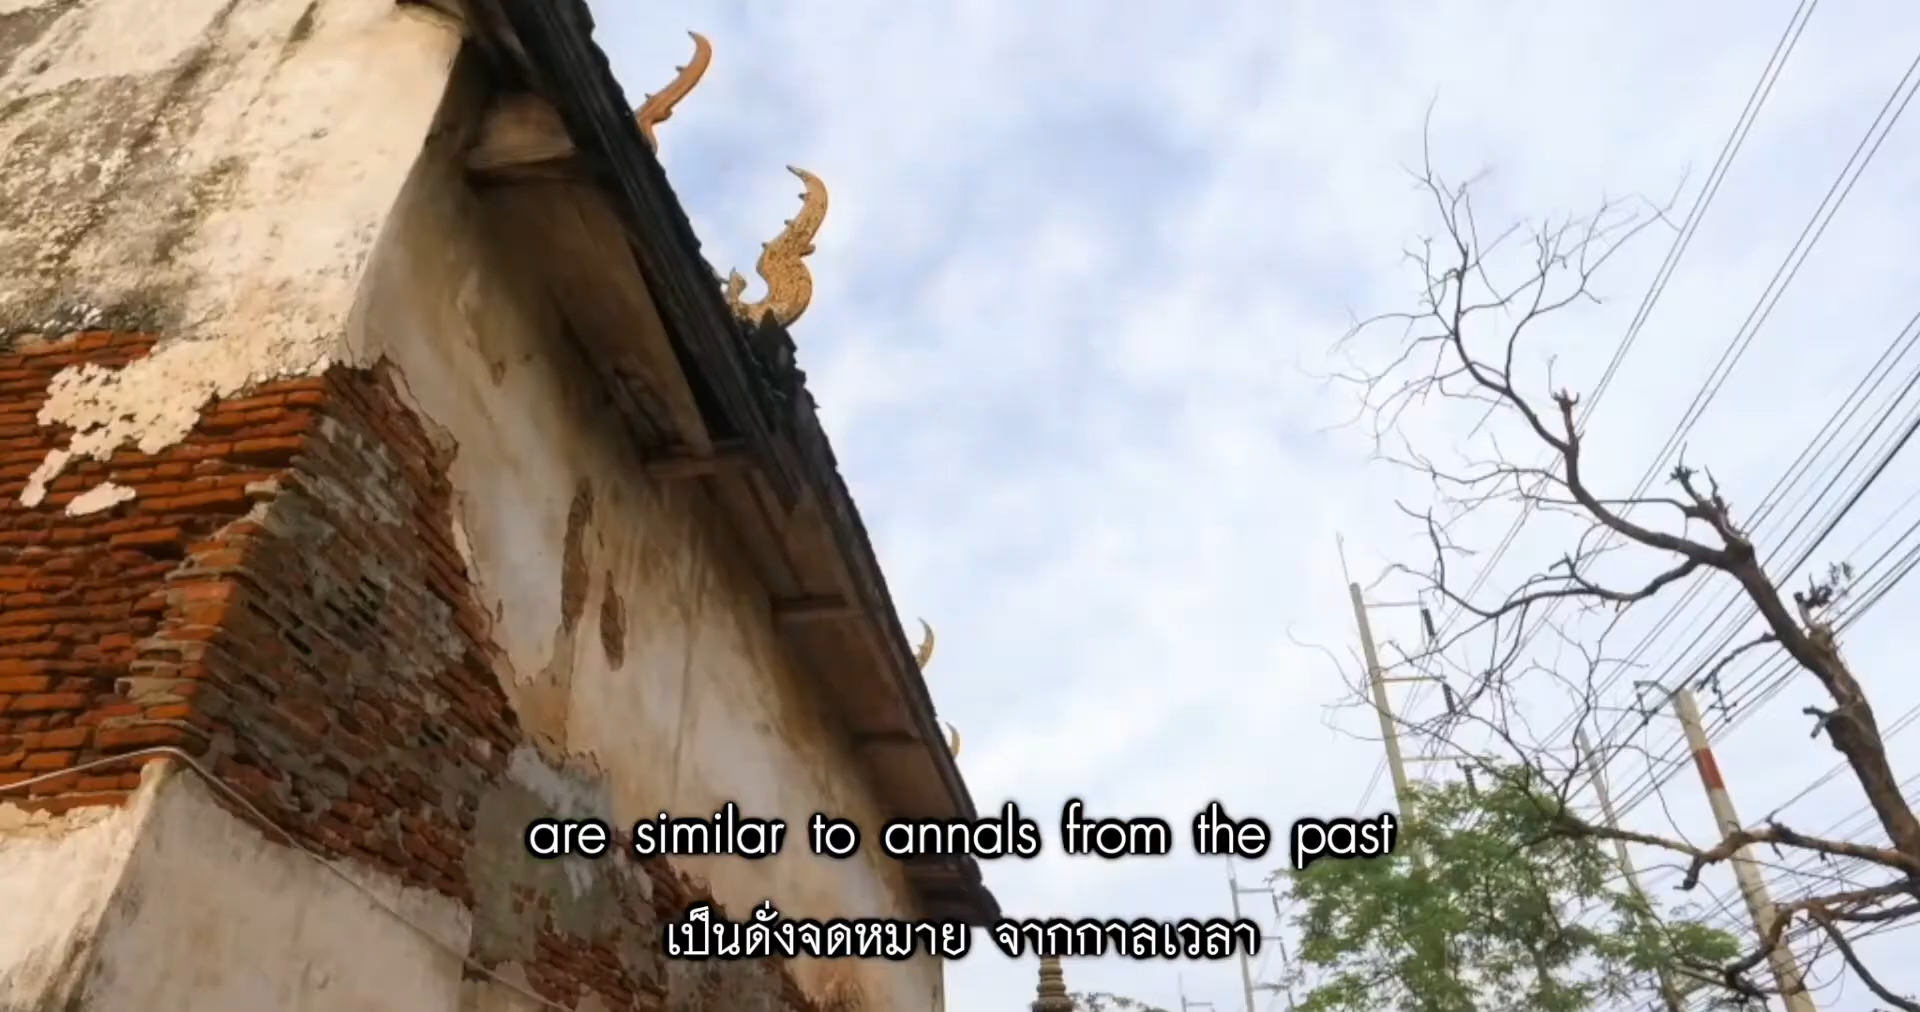 are similar to annals from the past
เป็นดั่งจดหมาย จากกาลเวลา